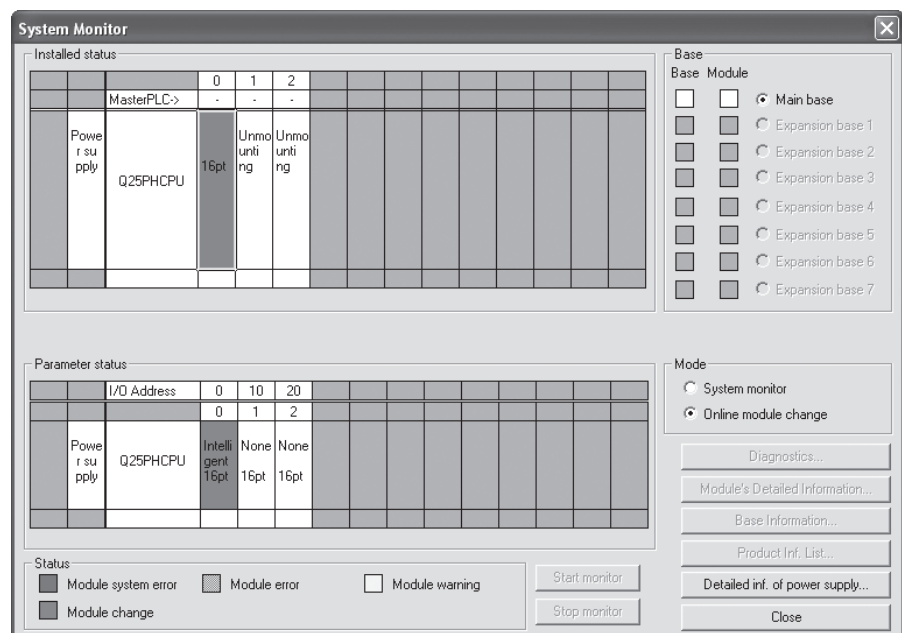 System Monitor
Installed status
0 1 2
MasterPLC-> - - -
Powe
r su
pply
Q25PHCPU
16pt
Unmo
unti
ng
Unmo
unti
ng
Base
Base Module
Main base
Expansion base 1
Expansion base 2
Expansion base 3
Expansion base 4
Expansion base 5
Expansion base 6
Expansion base 7
Parameter status
I/O Address 0 10 20
0 1 2
Powe
r su
pply
Q25PHCPU
Intelli
gent
16pt
None
16pt
None
16pt
Mode
System monitor
Online module change
Diagnostics...
Module's Detailed Information...
Base Information...
Product Inf. List...
Detailed inf. of power supply...
Close
Status
Module system error Module error Module warning
Module change
Start monitor
Stop monitor